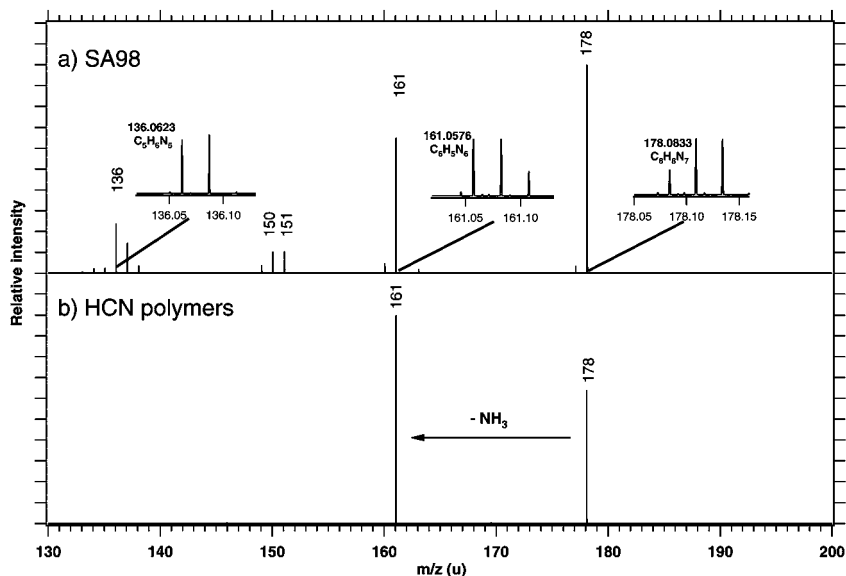 a) SA98
178
161
136.0623
C5H6N5
136
136.05 136.10
161.0576
C6H5N6
161.05 161.10
178.0833
C6H8N7
178.05 178.10 178.15
150
151
Relative intensity
b) HCN polymers
161
178
- NH3
130 140 150 160 170 180 190 200
m/z (u)